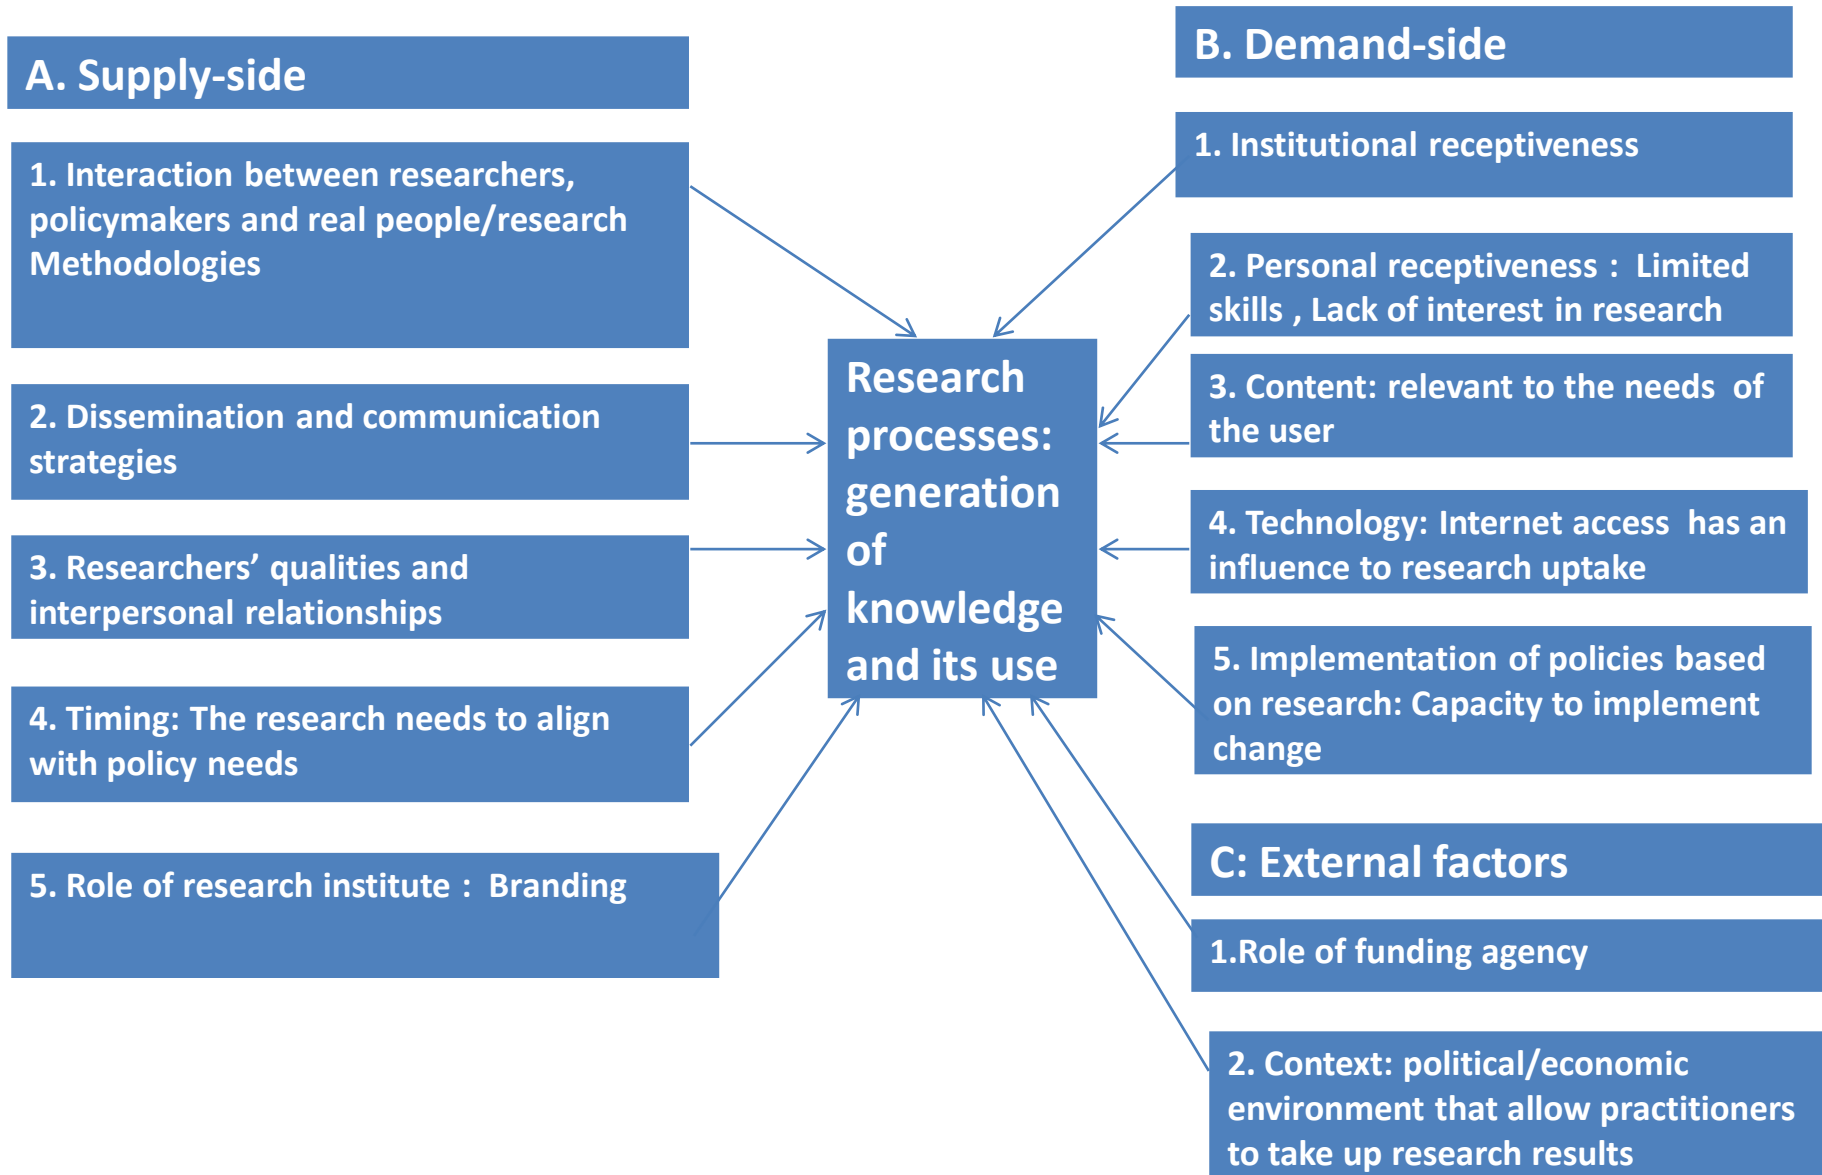 A. Supply-side
1. Interaction between researchers,
policymakers and real people/research
Methodologies
2. Dissemination and communication
strategies
3. Researchers’ qualities and
interpersonal relationships
4. Timing: The research needs to align
with policy needs
5. Role of research institute :  Branding
Research
processes:
generation
of
knowledge
and its use
B. Demand-side
1. Institutional receptiveness
2. Personal receptiveness :  Limited
skills , Lack of interest in research
3. Content: relevant to the needs  of
the user
4. Technology: Internet access  has an
influence to research uptake
5. Implementation of policies based
on research: Capacity to implement
change
C: External factors
1.Role of funding agency
2. Context: political/economic
environment that allow practitioners
to take up research results